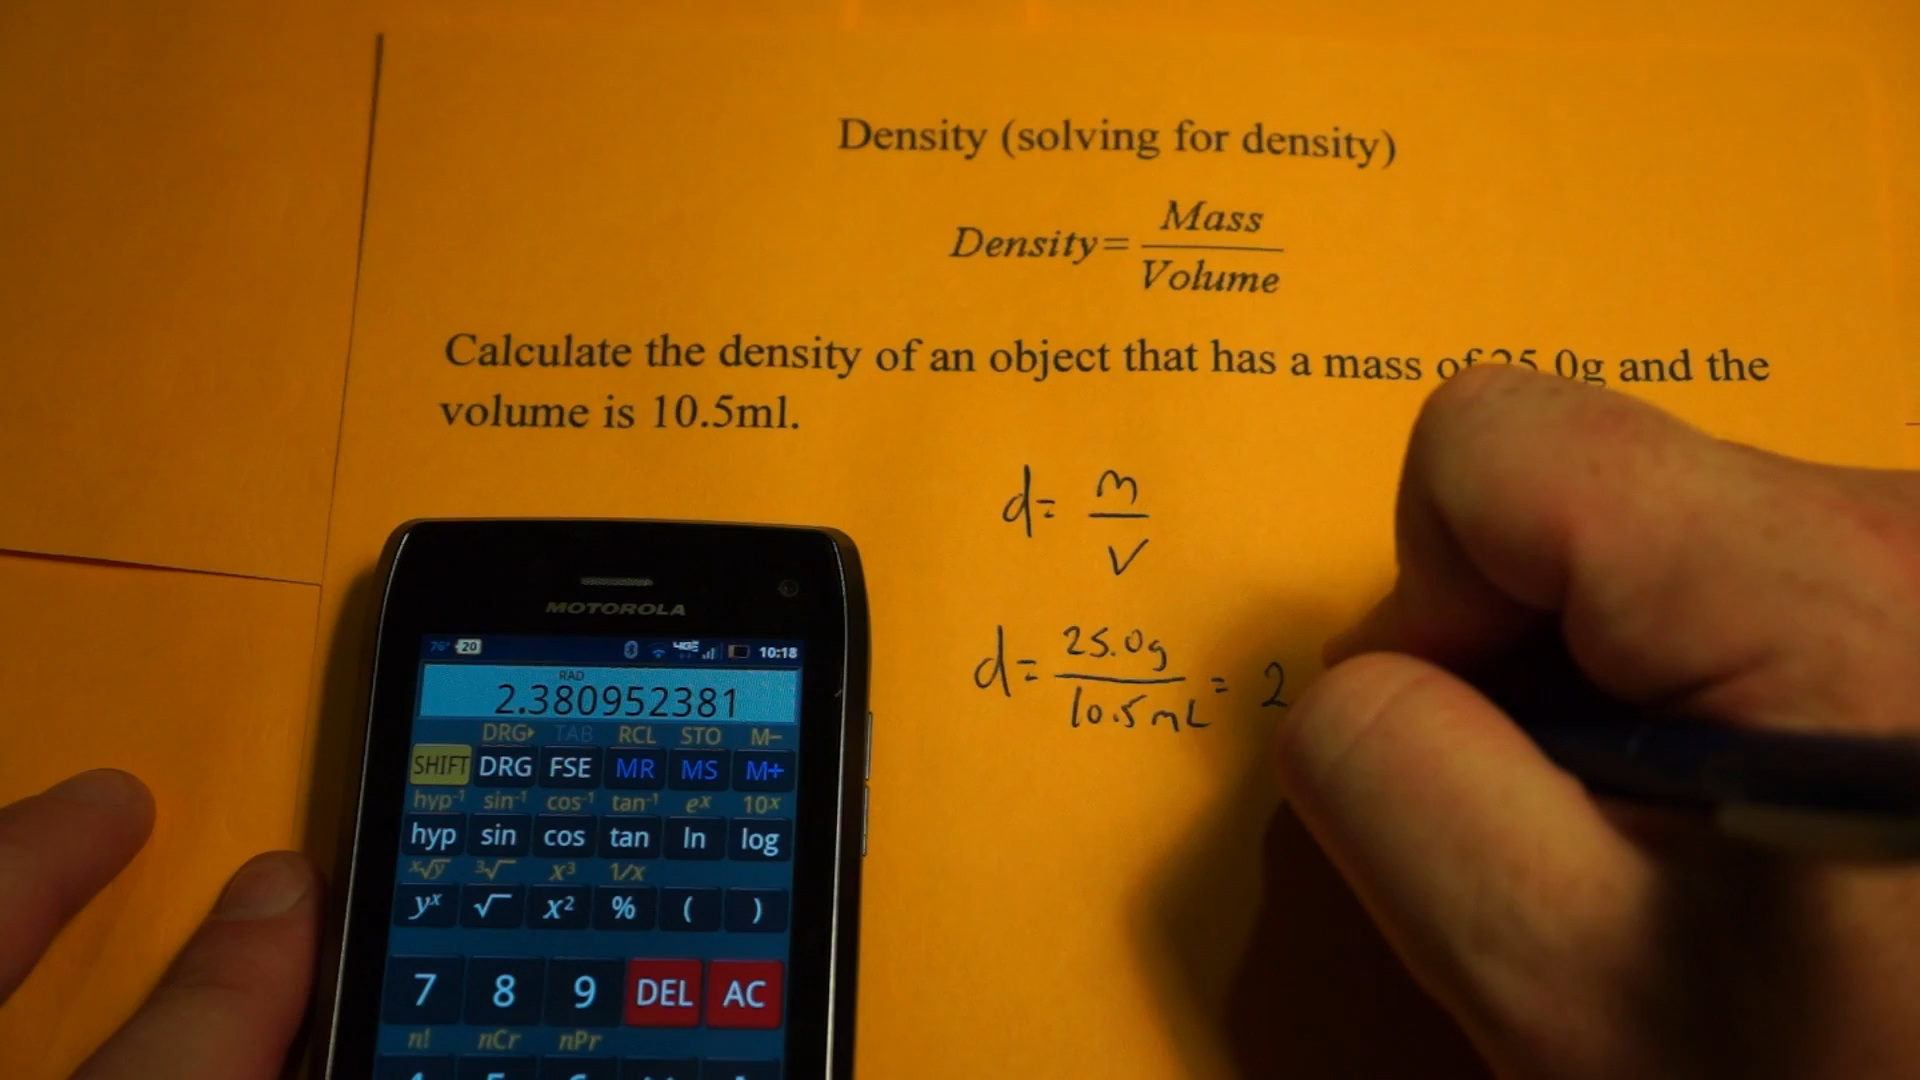 Density (solving for density)
Density= Mass
Volume
Calculate the density of an object that has a mass of 25.0g and the
volume is 10.5ml.
d= m
v
d= 25.0g
10.5mL
= 2
MOTOROLA
76° 20 4G 10:18
RAD
2.380952381
DRG▸ TAB RCL STO M−
SHIFT DRG FSE MR MS M+
hyp⁻¹ sin⁻¹ cos⁻¹ tan⁻¹ eˣ 10ˣ
hyp sin cos tan ln log
ˣ√y ³√ x³ 1/x
yˣ √ x² % ( )
7 8 9 DEL AC
n! nCr nPr